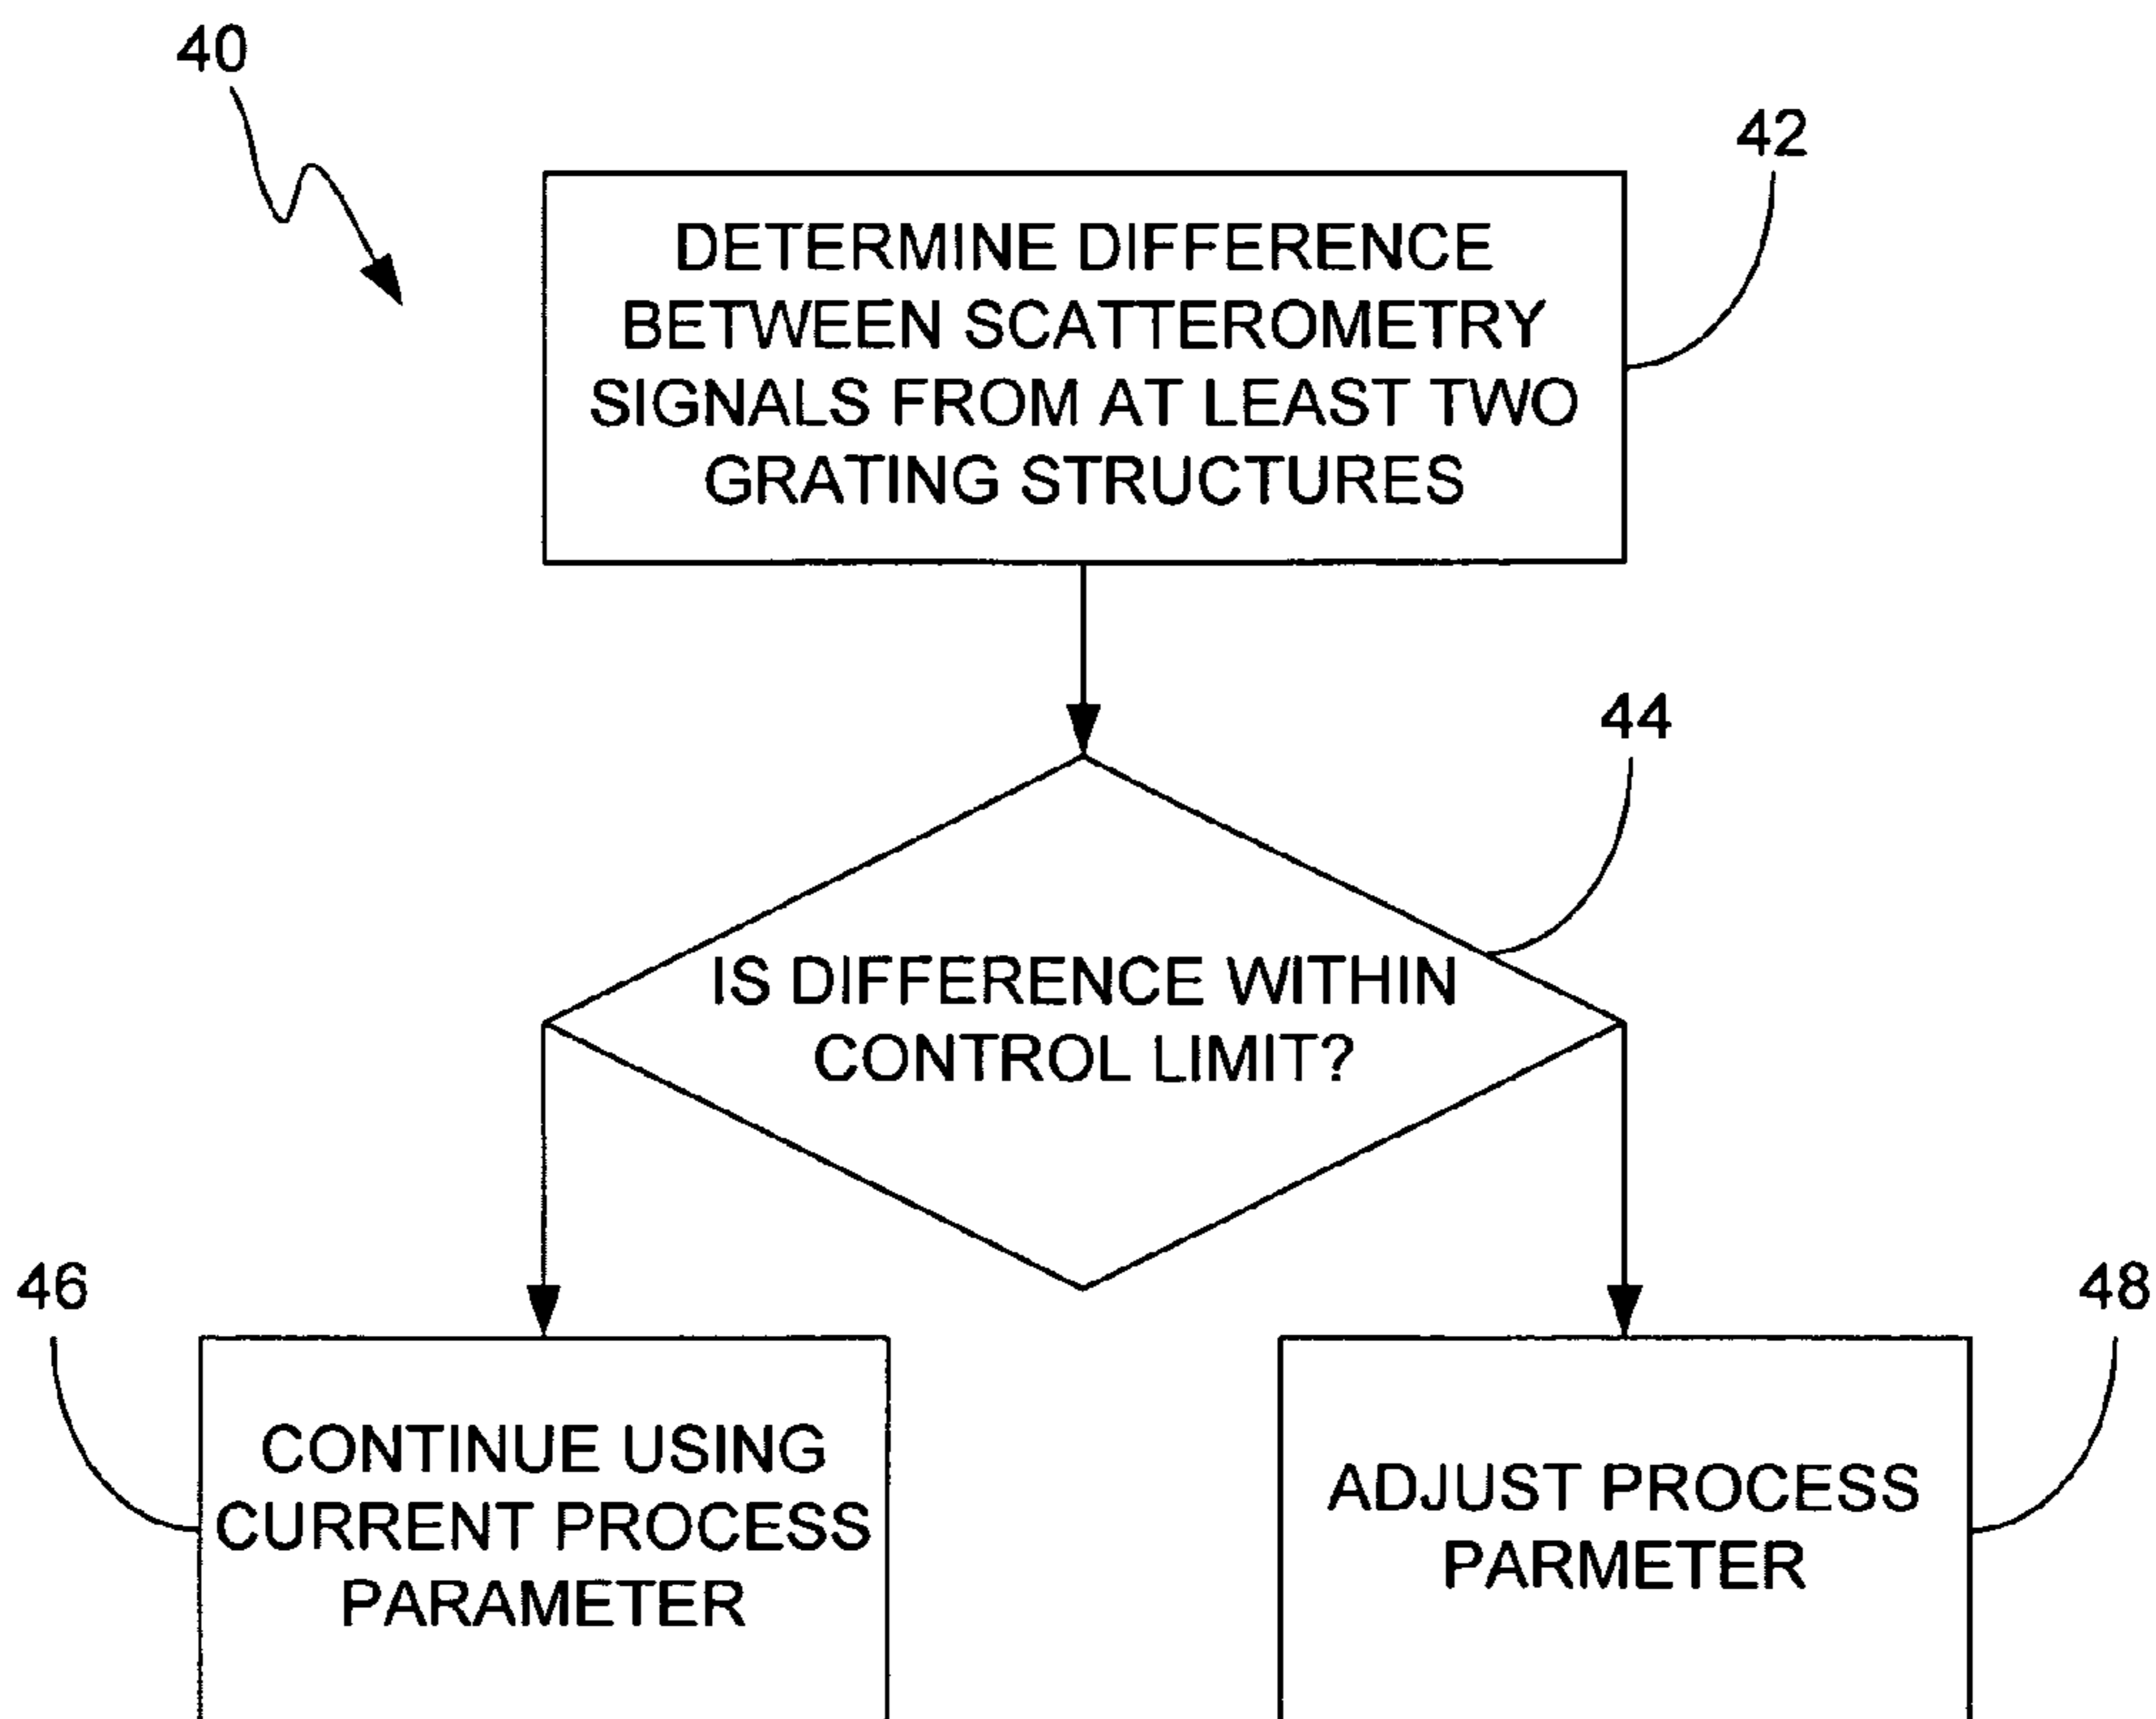 40
42
DETERMINE DIFFERENCE
BETWEEN SCATTEROMETRY
SIGNALS FROM AT LEAST TWO
GRATING STRUCTURES
44
IS DIFFERENCE WITHIN
CONTROL LIMIT?
46
CONTINUE USING
CURRENT PROCESS
PARAMETER
48
ADJUST PROCESS
PARMETER